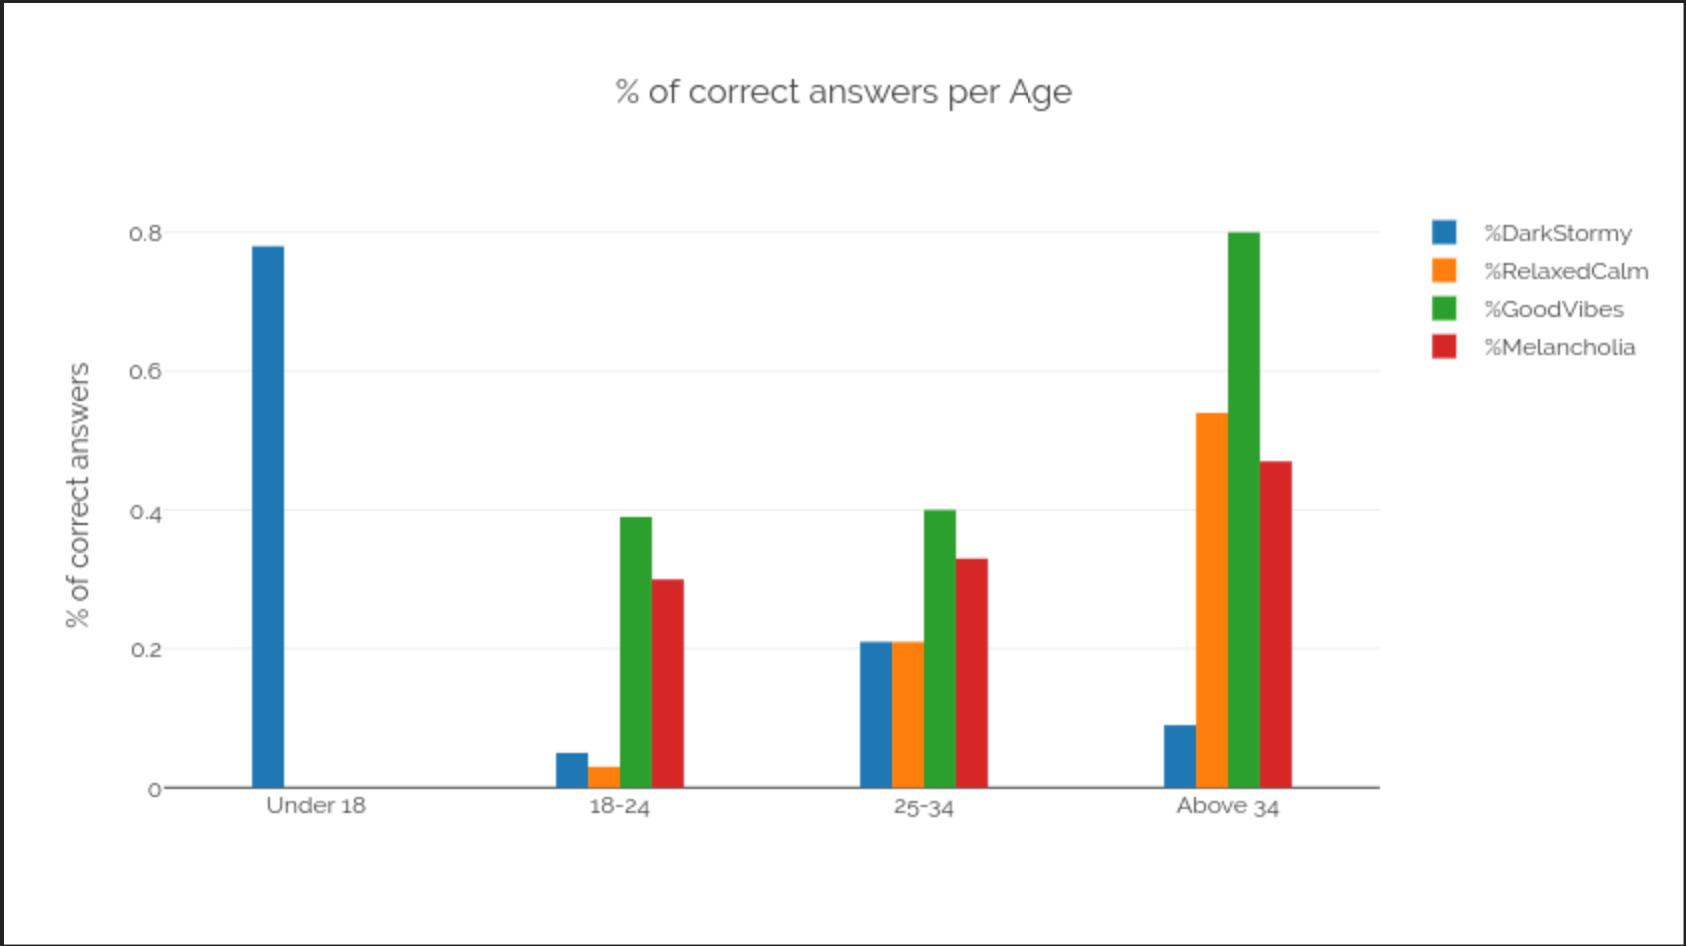 % of correct answers per Age
% of correct answers
0.8
0.6
0.4
0.2
0
Under 18
18-24
25-34
Above 34
%DarkStormy
%RelaxedCalm
%GoodVibes
%Melancholia